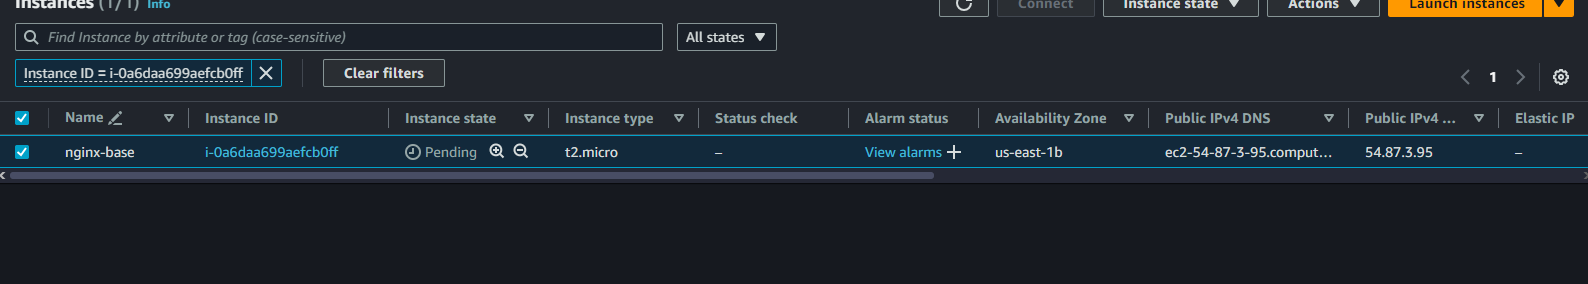 Instances (1/1) Info
Connect Instance state Actions Launch instances
Find Instance by attribute or tag (case-sensitive) All states
Instance ID = i-0a6daa699aefcb0ff Clear filters
1
Name Instance ID Instance state Instance type Status check Alarm status Availability Zone Public IPv4 DNS Public IPv4 ... Elastic IP
nginx-base i-0a6daa699aefcb0ff Pending t2.micro – View alarms + us-east-1b ec2-54-87-3-95.comput... 54.87.3.95 –